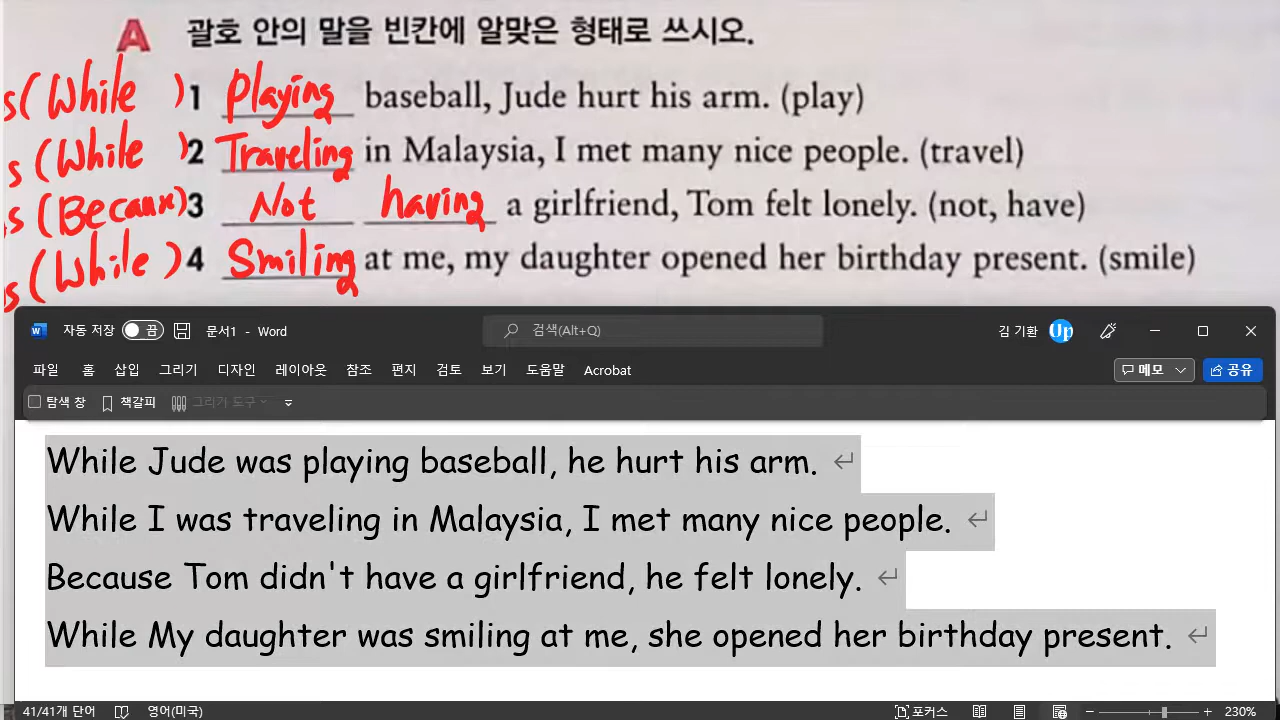 A 괄호 안의 말을 빈칸에 알맞은 형태로 쓰시오.
s (While ) 1 Playing baseball, Jude hurt his arm. (play)
s (While ) 2 Traveling in Malaysia, I met many nice people. (travel)
s ( ) 3 Not having a girlfriend, Tom felt lonely. (not, have)
s (While ) 4 Smiling at me, my daughter opened her birthday present. (smile)
자동 저장 끔 문서1 - Word 검색(Alt+Q) 김 기환 Up
파일 홈 삽입 그리기 디자인 레이아웃 참조 편지 검토 보기 도움말 Acrobat 메모 공유
탐색 창 책갈피 그리기 도구
While Jude was playing baseball, he hurt his arm.
While I was traveling in Malaysia, I met many nice people.
Because Tom didn't have a girlfriend, he felt lonely.
While My daughter was smiling at me, she opened her birthday present.
41/41개 단어 영어(미국) 포커스 230%